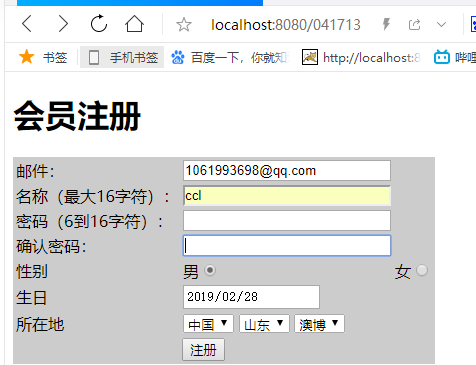 localhost:8080/041713
书签 手机书签 百度一下，你就知 http://localhost:8 哔哩
会员注册
邮件： 1061993698@qq.com
名称（最大16字符）： ccl
密码（6到16字符）：
确认密码：
性别 男 女
生日 2019/02/28
所在地 中国 山东 澳博
注册